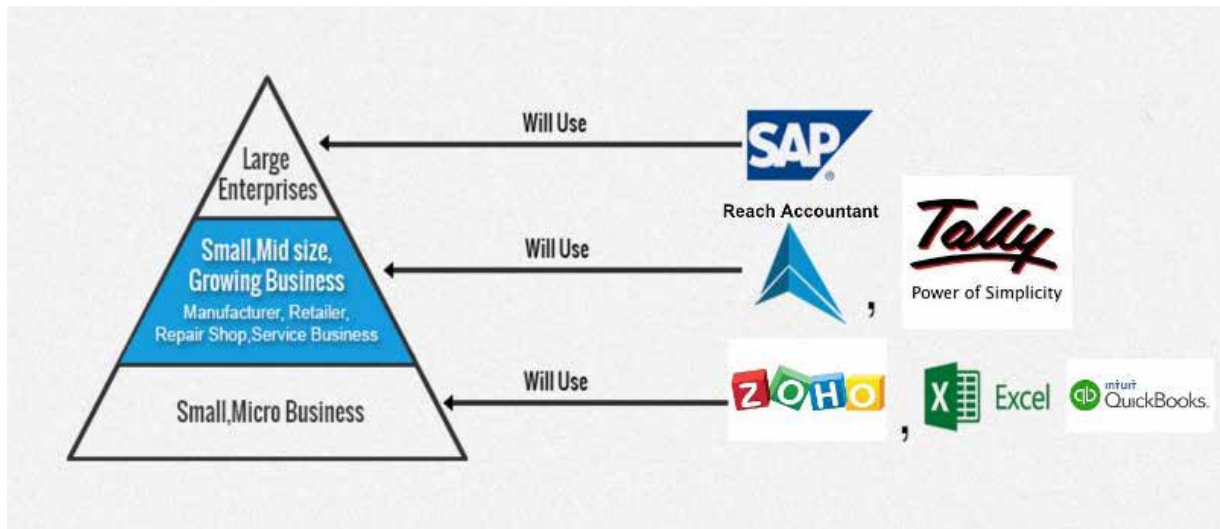 Will Use
SAP
®
Large
Enterprises
Reach Accountant
Tally
Power of Simplicity
Small,Mid size,
Growing Business
Manufacturer, Retailer,
Repair Shop,Service Business
Will Use
,
Small,Micro Business
Will Use
ZOHO
,
X Excel
qb intuit
QuickBooks.